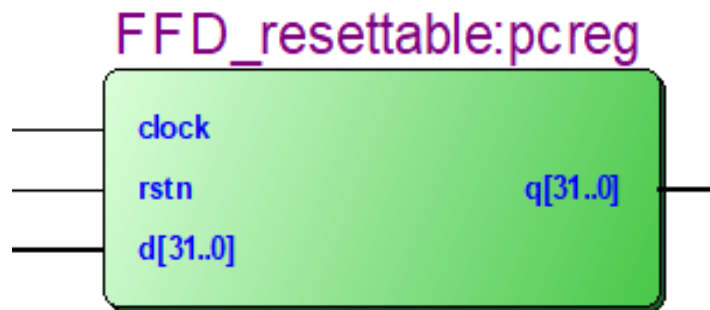 FFD_resettable:pcreg
clock
rstn
q[31..0]
d[31..0]